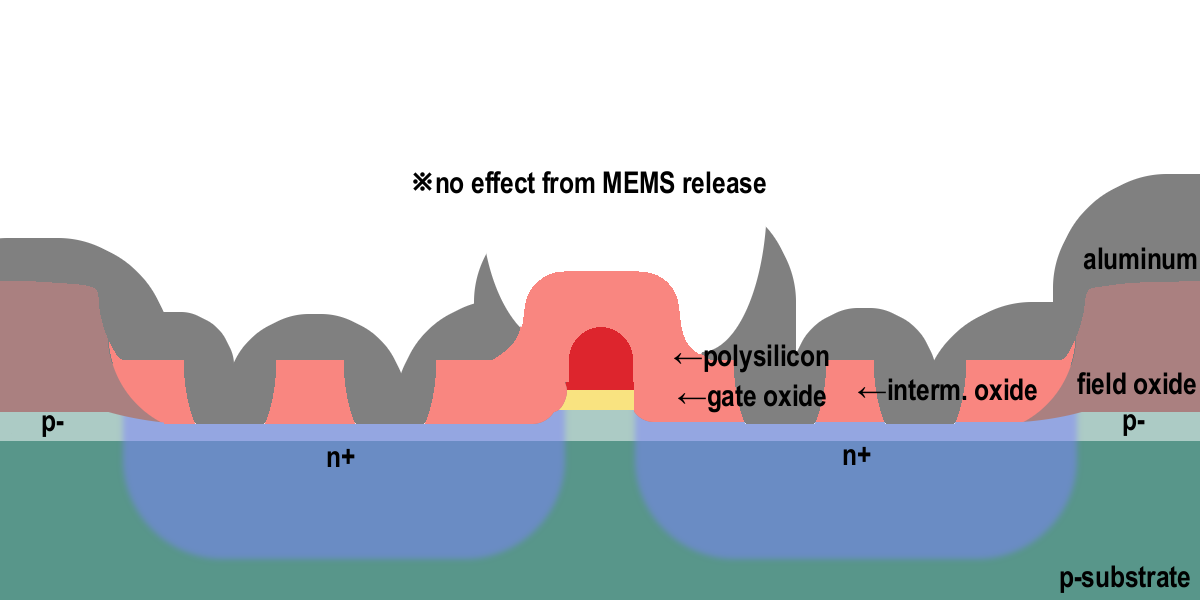 ※no effect from MEMS release
aluminum
←polysilicon
field oxide
←interm. oxide
←gate oxide
p-
p-
n+
n+
p-substrate